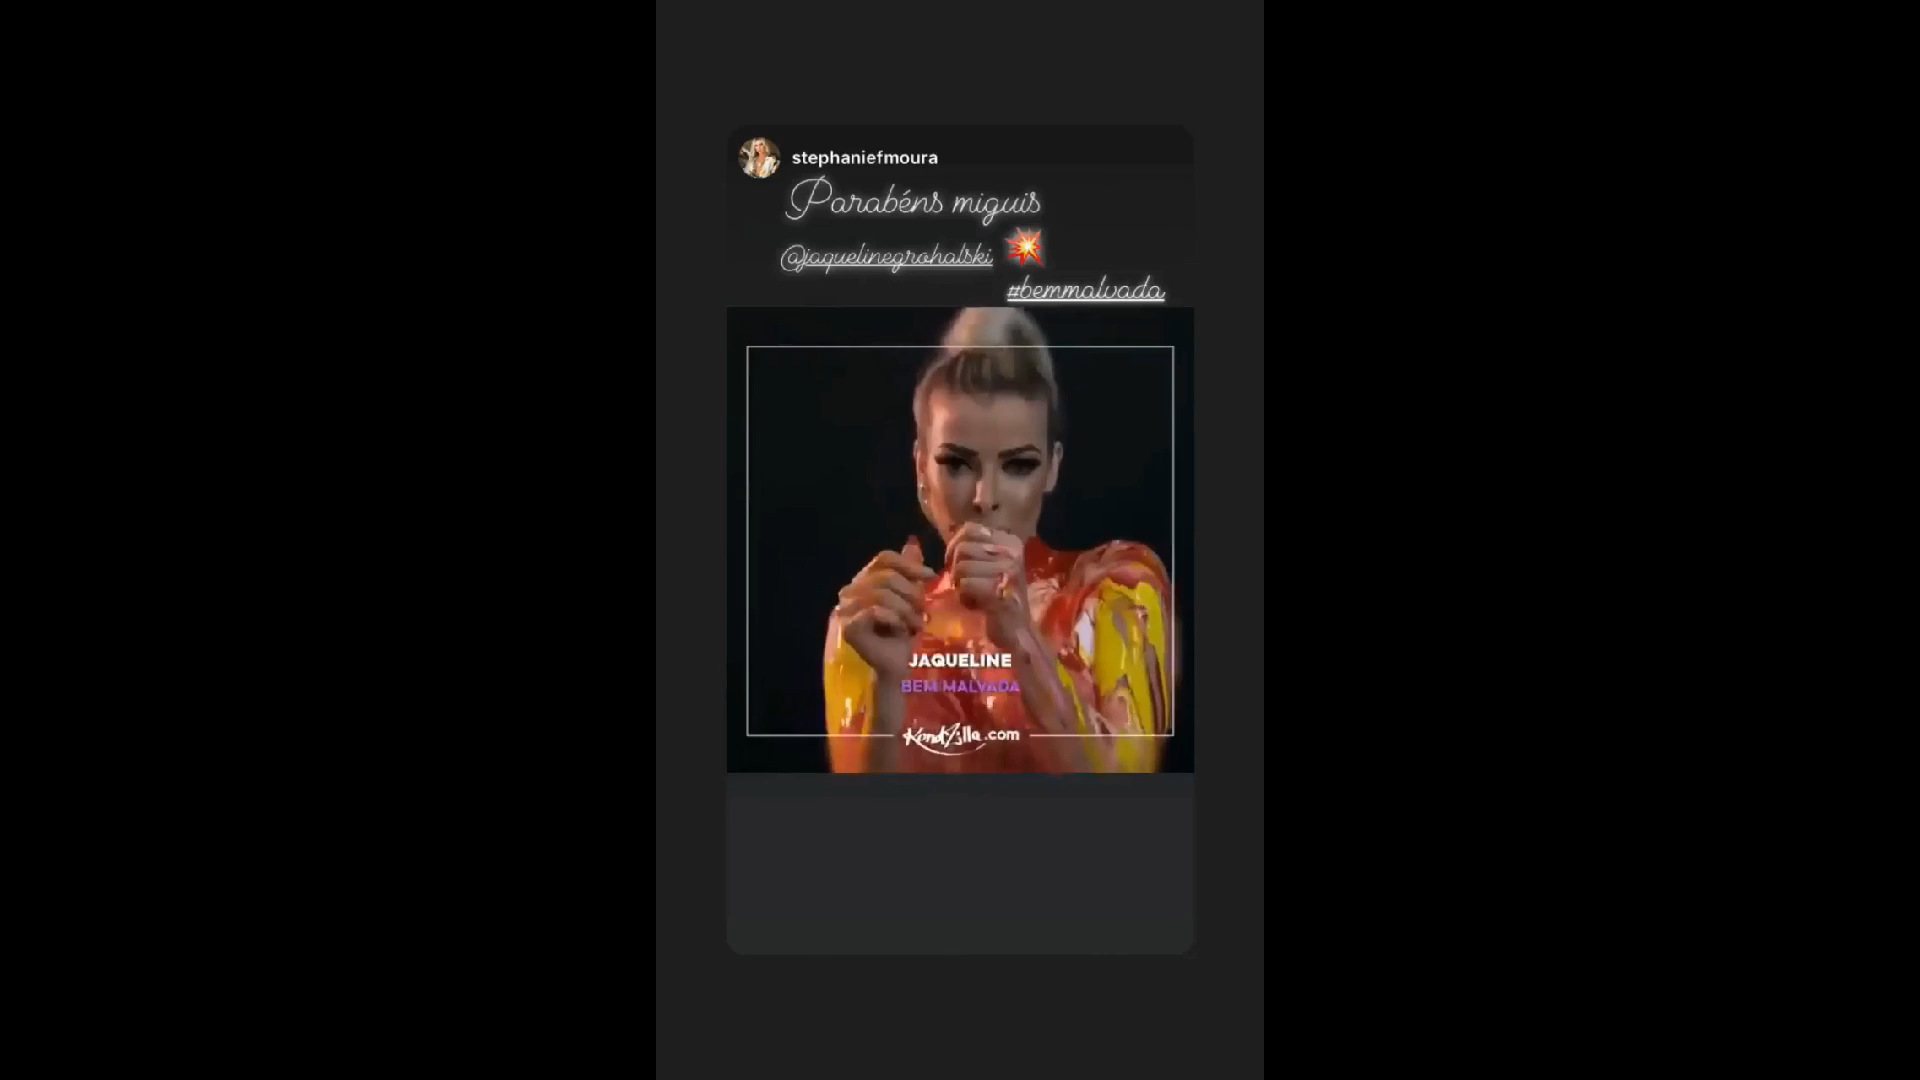 stephaniefmoura
Parabéns miguis
@jaquelinegrohalski 💥
#bemmalvada
JAQUELINE
BEM MALVADA
KondZilla.com